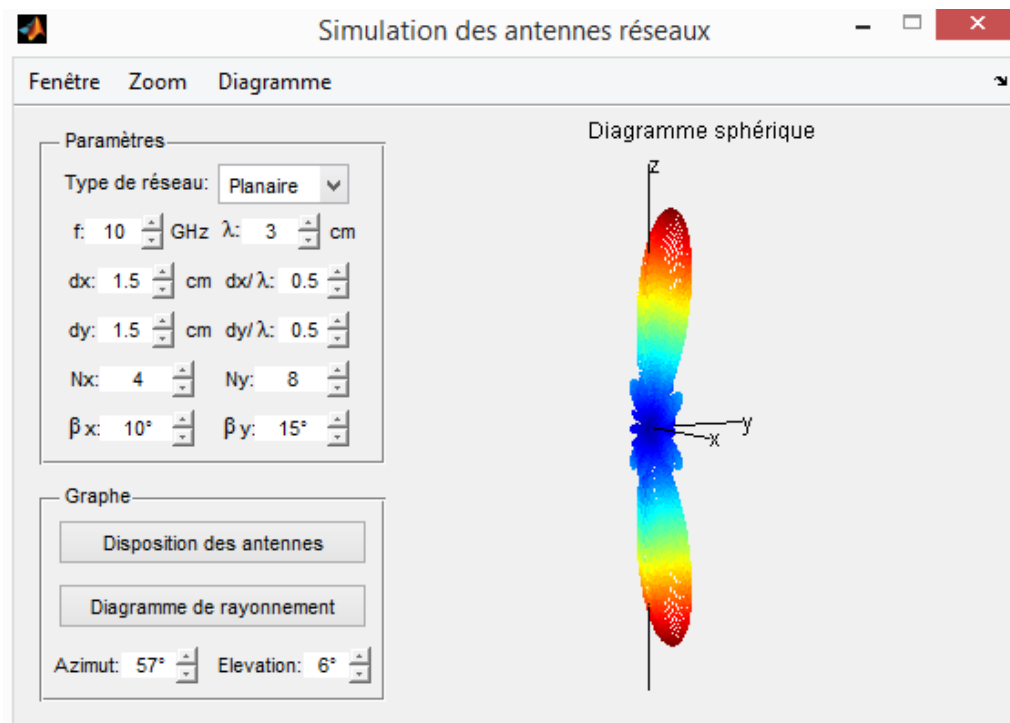 Simulation des antennes réseaux
Fenêtre Zoom Diagramme
Paramètres
Type de réseau: Planaire
f: 10 GHz λ: 3 cm
dx: 1.5 cm dx/λ: 0.5
dy: 1.5 cm dy/λ: 0.5
Nx: 4 Ny: 8
βx: 10° βy: 15°
Graphe
Disposition des antennes
Diagramme de rayonnement
Azimut: 57° Elevation: 6°
Diagramme sphérique
z
y
x